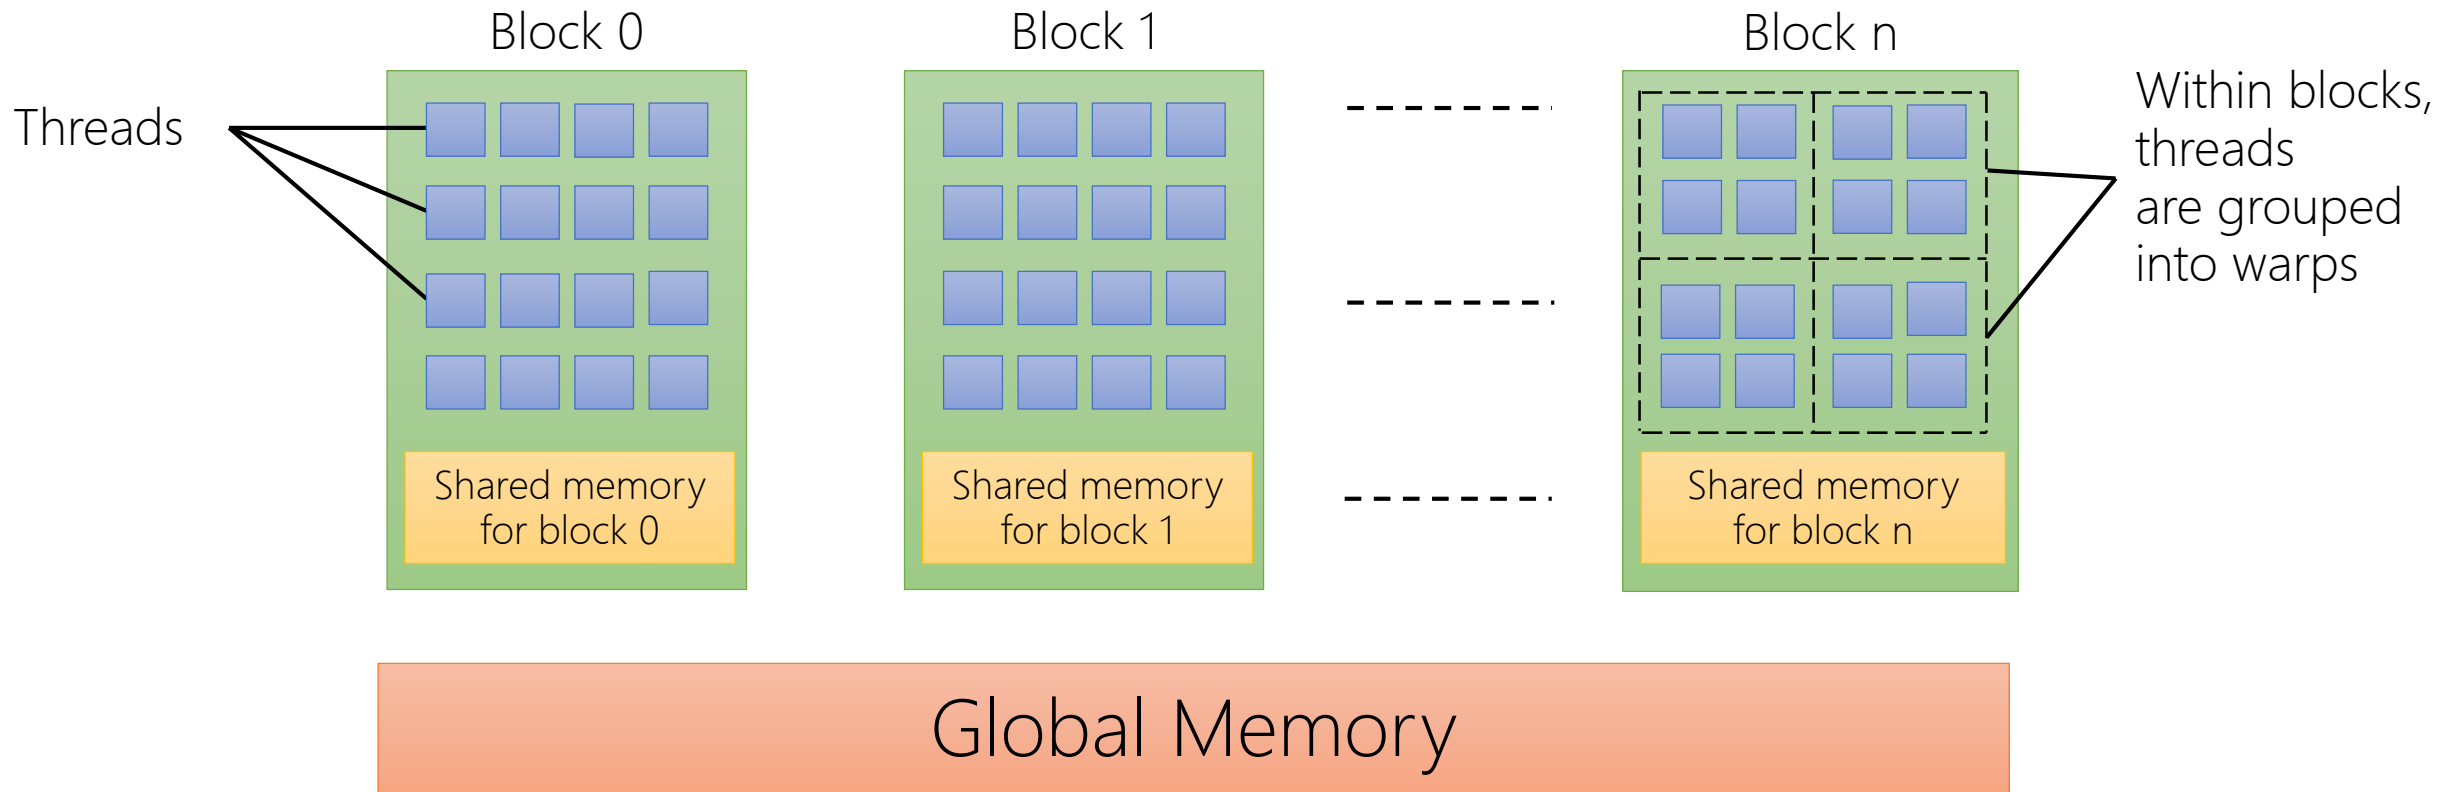 Block 0
Block 1
Block n
Threads
Within blocks,
threads
are grouped
into warps
Shared memory
for block 0
Shared memory
for block 1
Shared memory
for block n
Global Memory